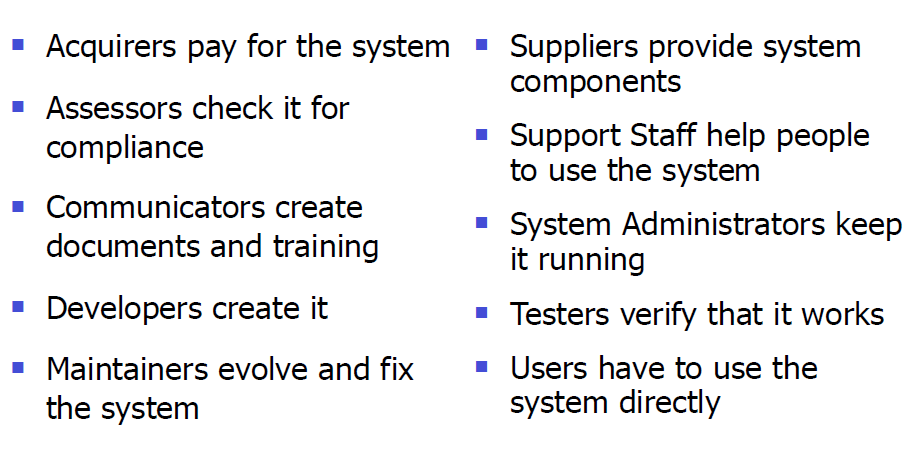 ▪ Acquirers pay for the system
▪ Assessors check it for
compliance
▪ Communicators create
documents and training
▪ Developers create it
▪ Maintainers evolve and fix
the system
▪ Suppliers provide system
components
▪ Support Staff help people
to use the system
▪ System Administrators keep
it running
▪ Testers verify that it works
▪ Users have to use the
system directly